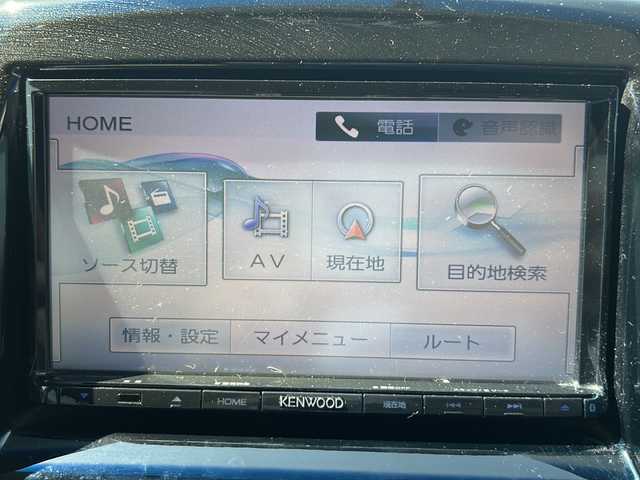 HOME
電話
音声認識
ソース切替
AV
現在地
目的地検索
情報・設定
マイメニュー
ルート
HOME
KENWOOD
現在地